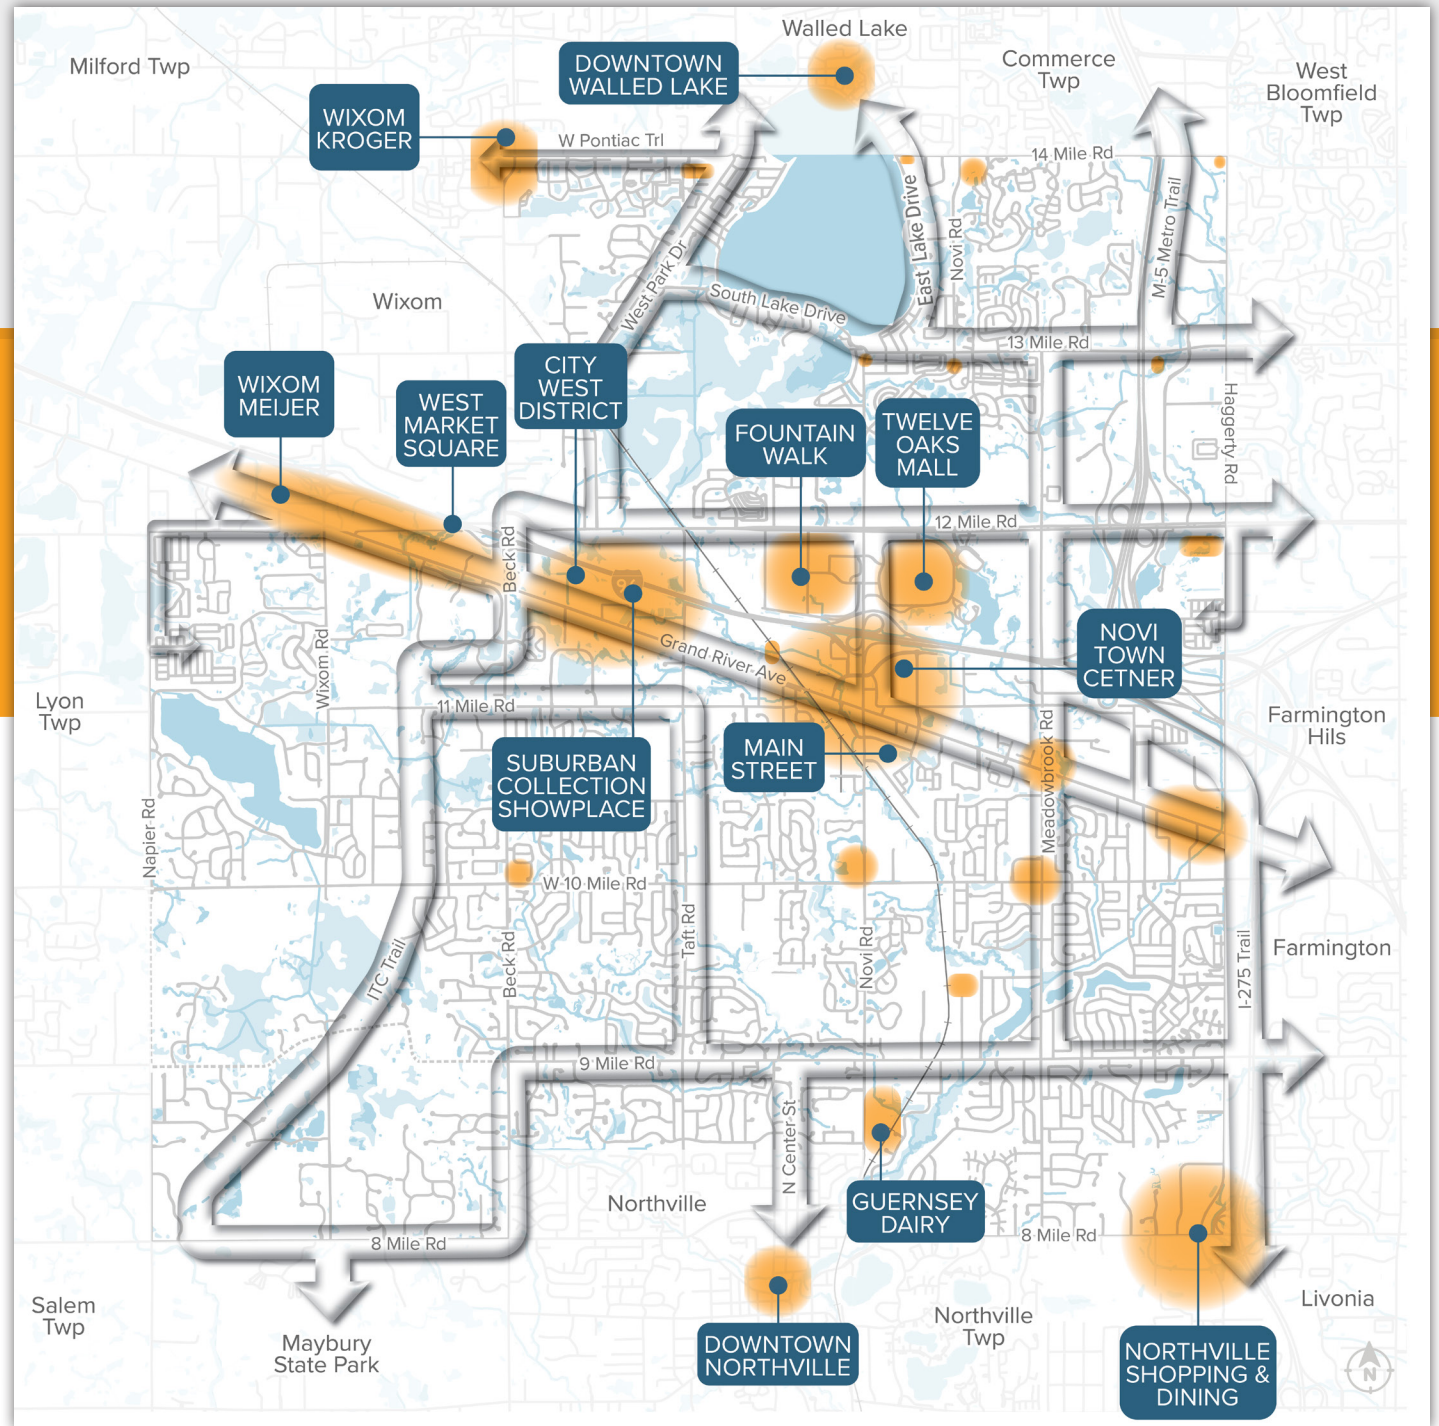 Walled Lake
Milford Twp
Commerce
Twp
West
Bloomfield
Twp
DOWNTOWN
WALLED LAKE
WIXOM
KROGER
W Pontiac Trl
14 Mile Rd
East Lake Drive
Novi Rd
M-5 Metro Trail
West Park Dr
South Lake Drive
Wixom
13 Mile Rd
Haggerty Rd
WIXOM
MEIJER
WEST
MARKET
SQUARE
CITY
WEST
DISTRICT
FOUNTAIN
WALK
TWELVE
OAKS
MALL
12 Mile Rd
Beck Rd
Grand River Ave
NOVI
TOWN
CETNER
Wixom Rd
Lyon
Twp
11 Mile Rd
Farmington
Hils
SUBURBAN
COLLECTION
SHOWPLACE
MAIN
STREET
Meadowbrook Rd
Napier Rd
W 10 Mile Rd
Taft Rd
Beck Rd
Novi Rd
ITC Trail
I-275 Trail
Farmington
9 Mile Rd
N Center St
Northville
GUERNSEY
DAIRY
8 Mile Rd
8 Mile Rd
Salem
Twp
Maybury
State Park
Northville
Twp
Livonia
DOWNTOWN
NORTHVILLE
NORTHVILLE
SHOPPING &
DINING
N